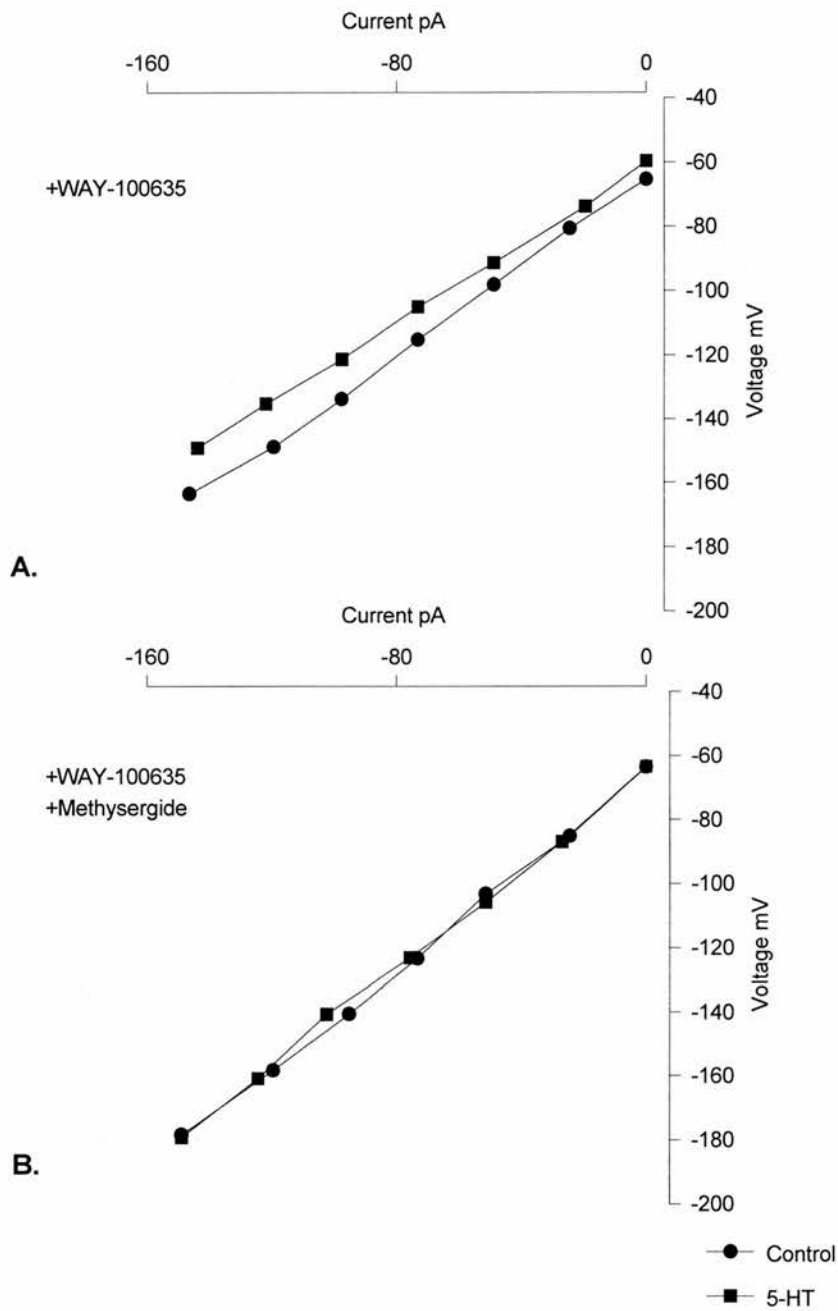 Current pA
-160 -80 0
-40
-60
+WAY-100635
-80
-100
Voltage mV
-120
-140
-160
-180
A.
-200
Current pA
-160 -80 0
-40
-60
+WAY-100635
-80
+Methysergide
-100
Voltage mV
-120
-140
-160
-180
B.
-200
Control
5-HT